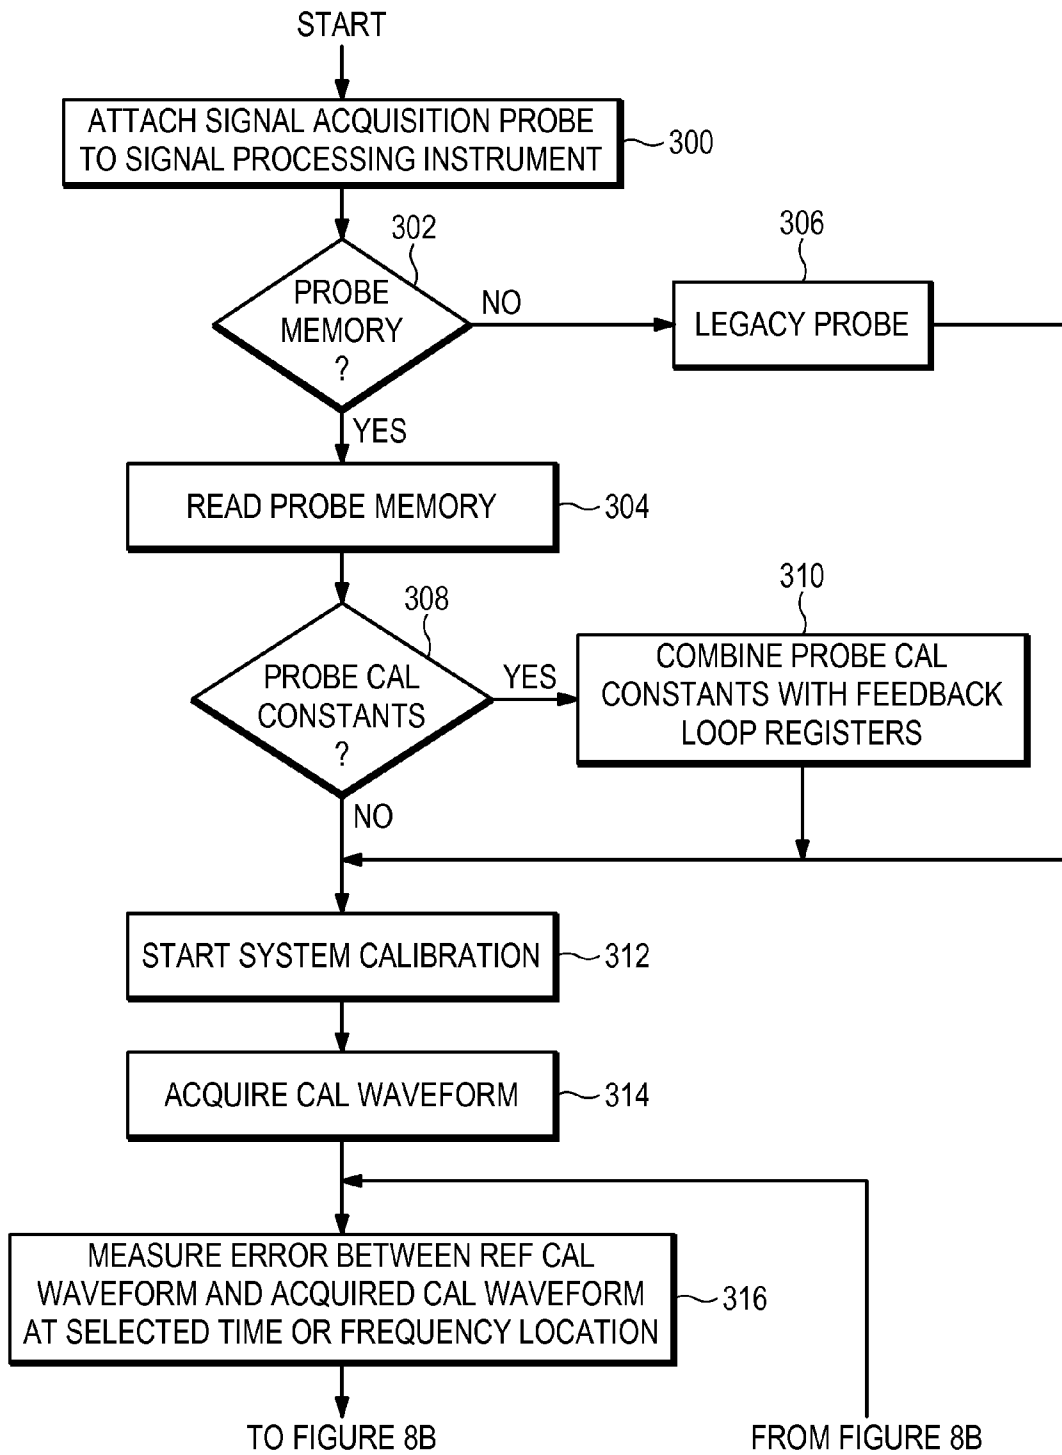 START
ATTACH SIGNAL ACQUISITION PROBE
TO SIGNAL PROCESSING INSTRUMENT
300
302
306
PROBE
MEMORY
?
NO
LEGACY PROBE
YES
READ PROBE MEMORY
304
308
310
PROBE CAL
CONSTANTS
?
YES
COMBINE PROBE CAL
CONSTANTS WITH FEEDBACK
LOOP REGISTERS
NO
START SYSTEM CALIBRATION
312
ACQUIRE CAL WAVEFORM
314
MEASURE ERROR BETWEEN REF CAL
WAVEFORM AND ACQUIRED CAL WAVEFORM
AT SELECTED TIME OR FREQUENCY LOCATION
316
TO FIGURE 8B
FROM FIGURE 8B